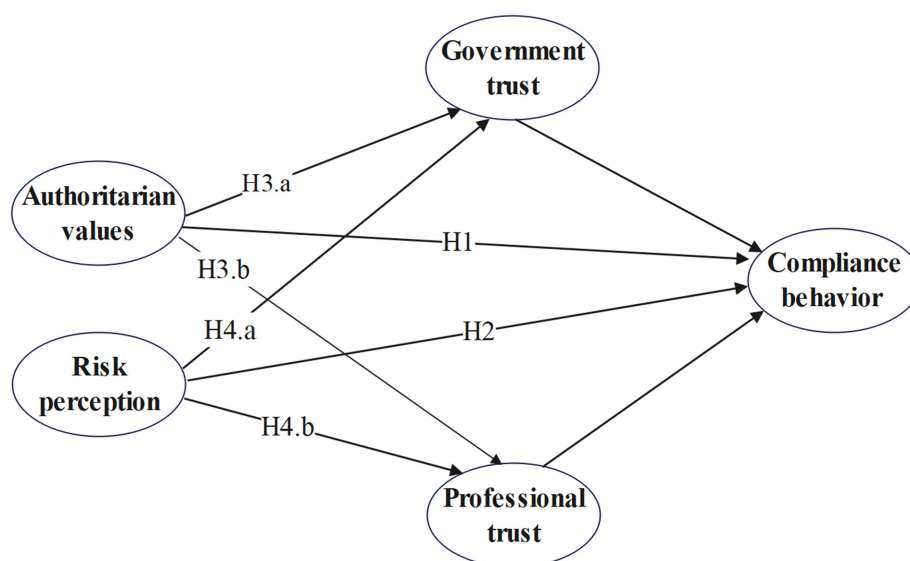 Government
trust
H3.a
Authoritarian
values
H1
H3.b
Compliance
behavior
H4.a
H2
Risk
perception
H4.b
Professional
trust